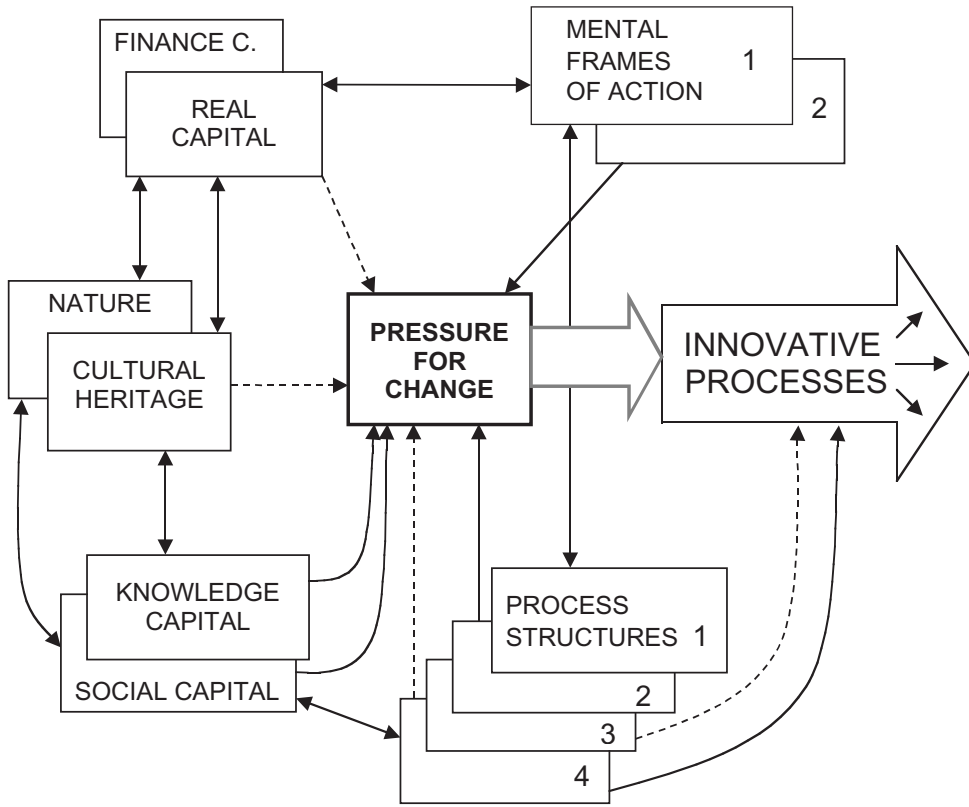 FINANCE C.
REAL
CAPITAL
MENTAL
FRAMES 1
OF ACTION
2
NATURE
CULTURAL
HERITAGE
PRESSURE
FOR
CHANGE
INNOVATIVE
PROCESSES
KNOWLEDGE
CAPITAL
SOCIAL CAPITAL
PROCESS
STRUCTURES 1
2
3
4